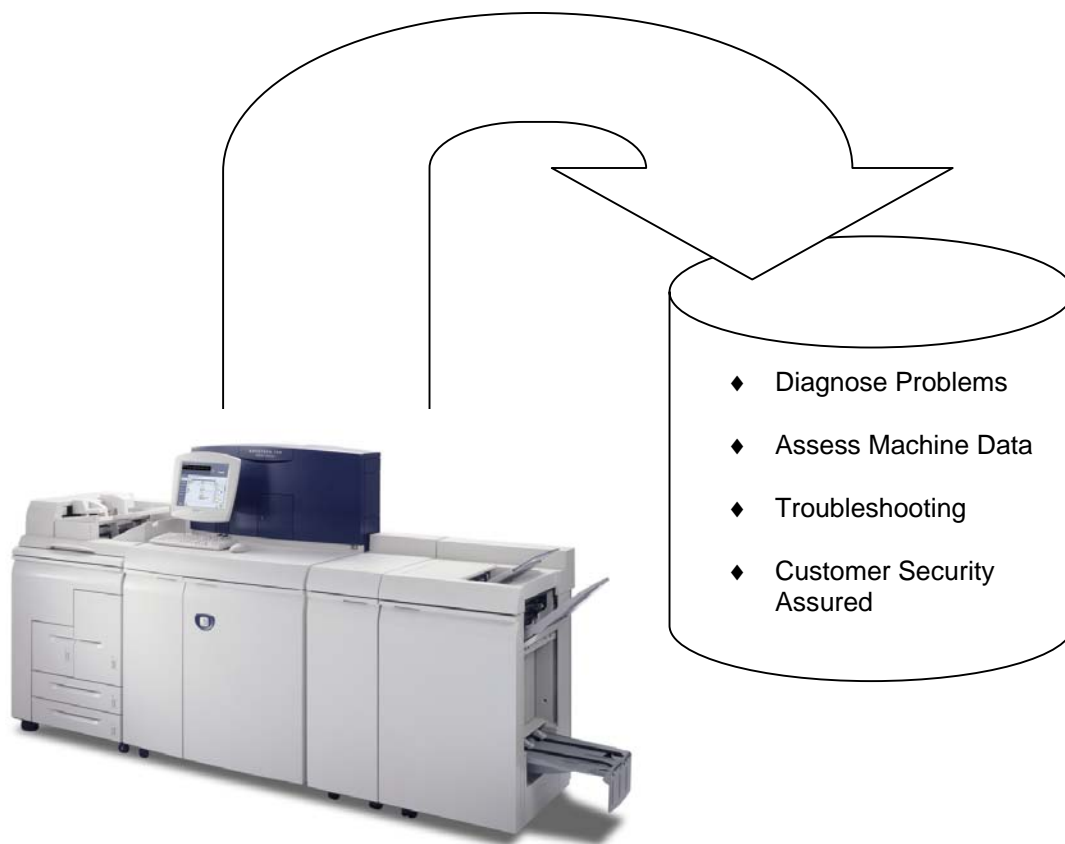 ♦ Diagnose Problems
♦ Assess Machine Data
♦ Troubleshooting
♦ Customer Security
Assured